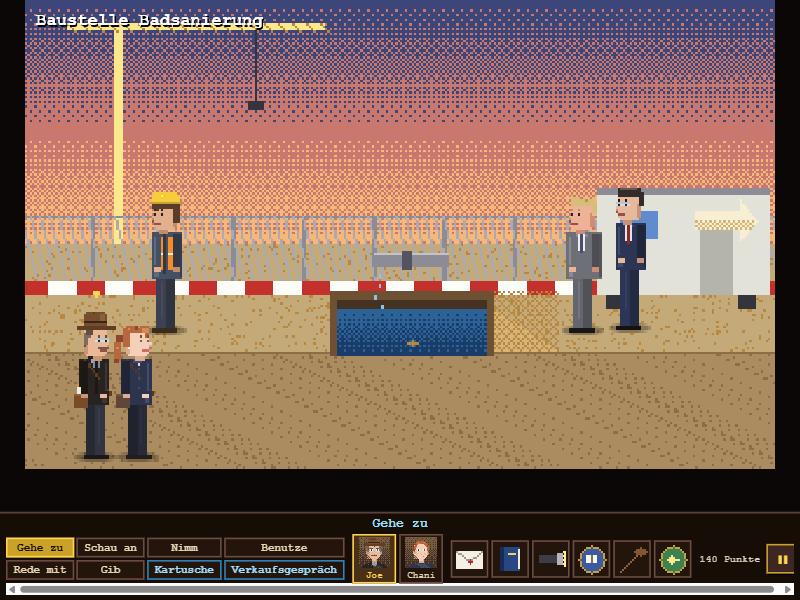 Baustelle Badsanierung
Gehe zu
Gehe zu Schau an Nimm Benutze
Rede mit Gib Kartusche Verkaufsgespräch
Joe Chani
140 Punkte